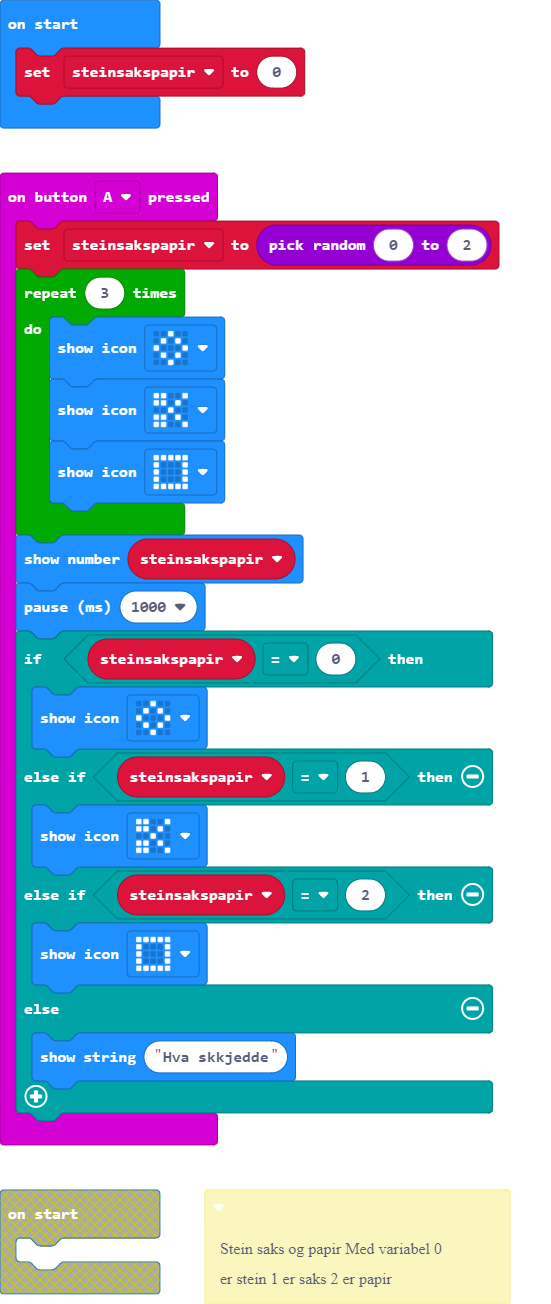 on start
set steinsakspapir to 0
on button A pressed
set steinsakspapir to pick random 0 to 2
repeat 3 times
do
show icon
show icon
show icon
show number steinsakspapir
pause (ms) 1000
if steinsakspapir = 0 then
show icon
else if steinsakspapir = 1 then
show icon
else if steinsakspapir = 2 then
show icon
else
show string "Hva skkjedde"
on start
Stein saks og papir Med variabel 0
er stein 1 er saks 2 er papir